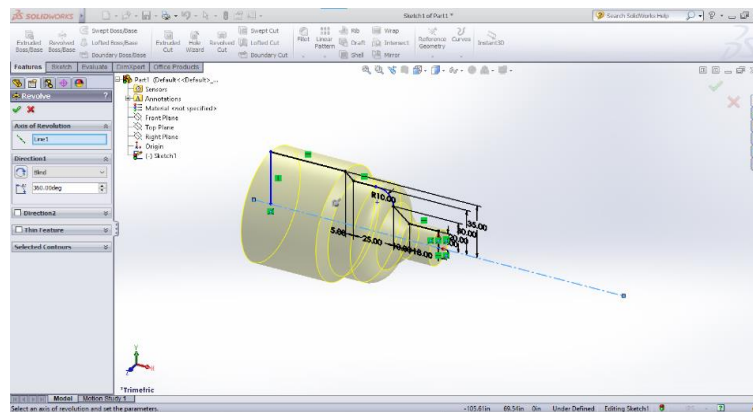 SOLIDWORKS
Sketch1 of Part1 *
Search SolidWorks Help
Extruded Boss/Base
Revolved Boss/Base
Swept Boss/Base
Lofted Boss/Base
Boundary Boss/Base
Extruded Cut
Hole Wizard
Revolved Cut
Swept Cut
Lofted Cut
Boundary Cut
Fillet
Linear Pattern
Rib
Draft
Shell
Wrap
Intersect
Mirror
Reference Geometry
Curves
Instant3D
Features
Sketch
Evaluate
DimXpert
Office Products
Revolve
?
Axis of Revolution
Line1
Direction1
Blind
360.00deg
Direction2
Thin Feature
Selected Contours
Part1 (Default<<Default>_...
Sensors
Annotations
Material <not specified>
Front Plane
Top Plane
Right Plane
Origin
(-) Sketch1
R10.00
35.00
5.00
25.00
*Trimetric
Model
Motion Study 1
Select an axis of revolution and set the parameters.
-105.61in
69.54in
0in
Under Defined
Editing Sketch1